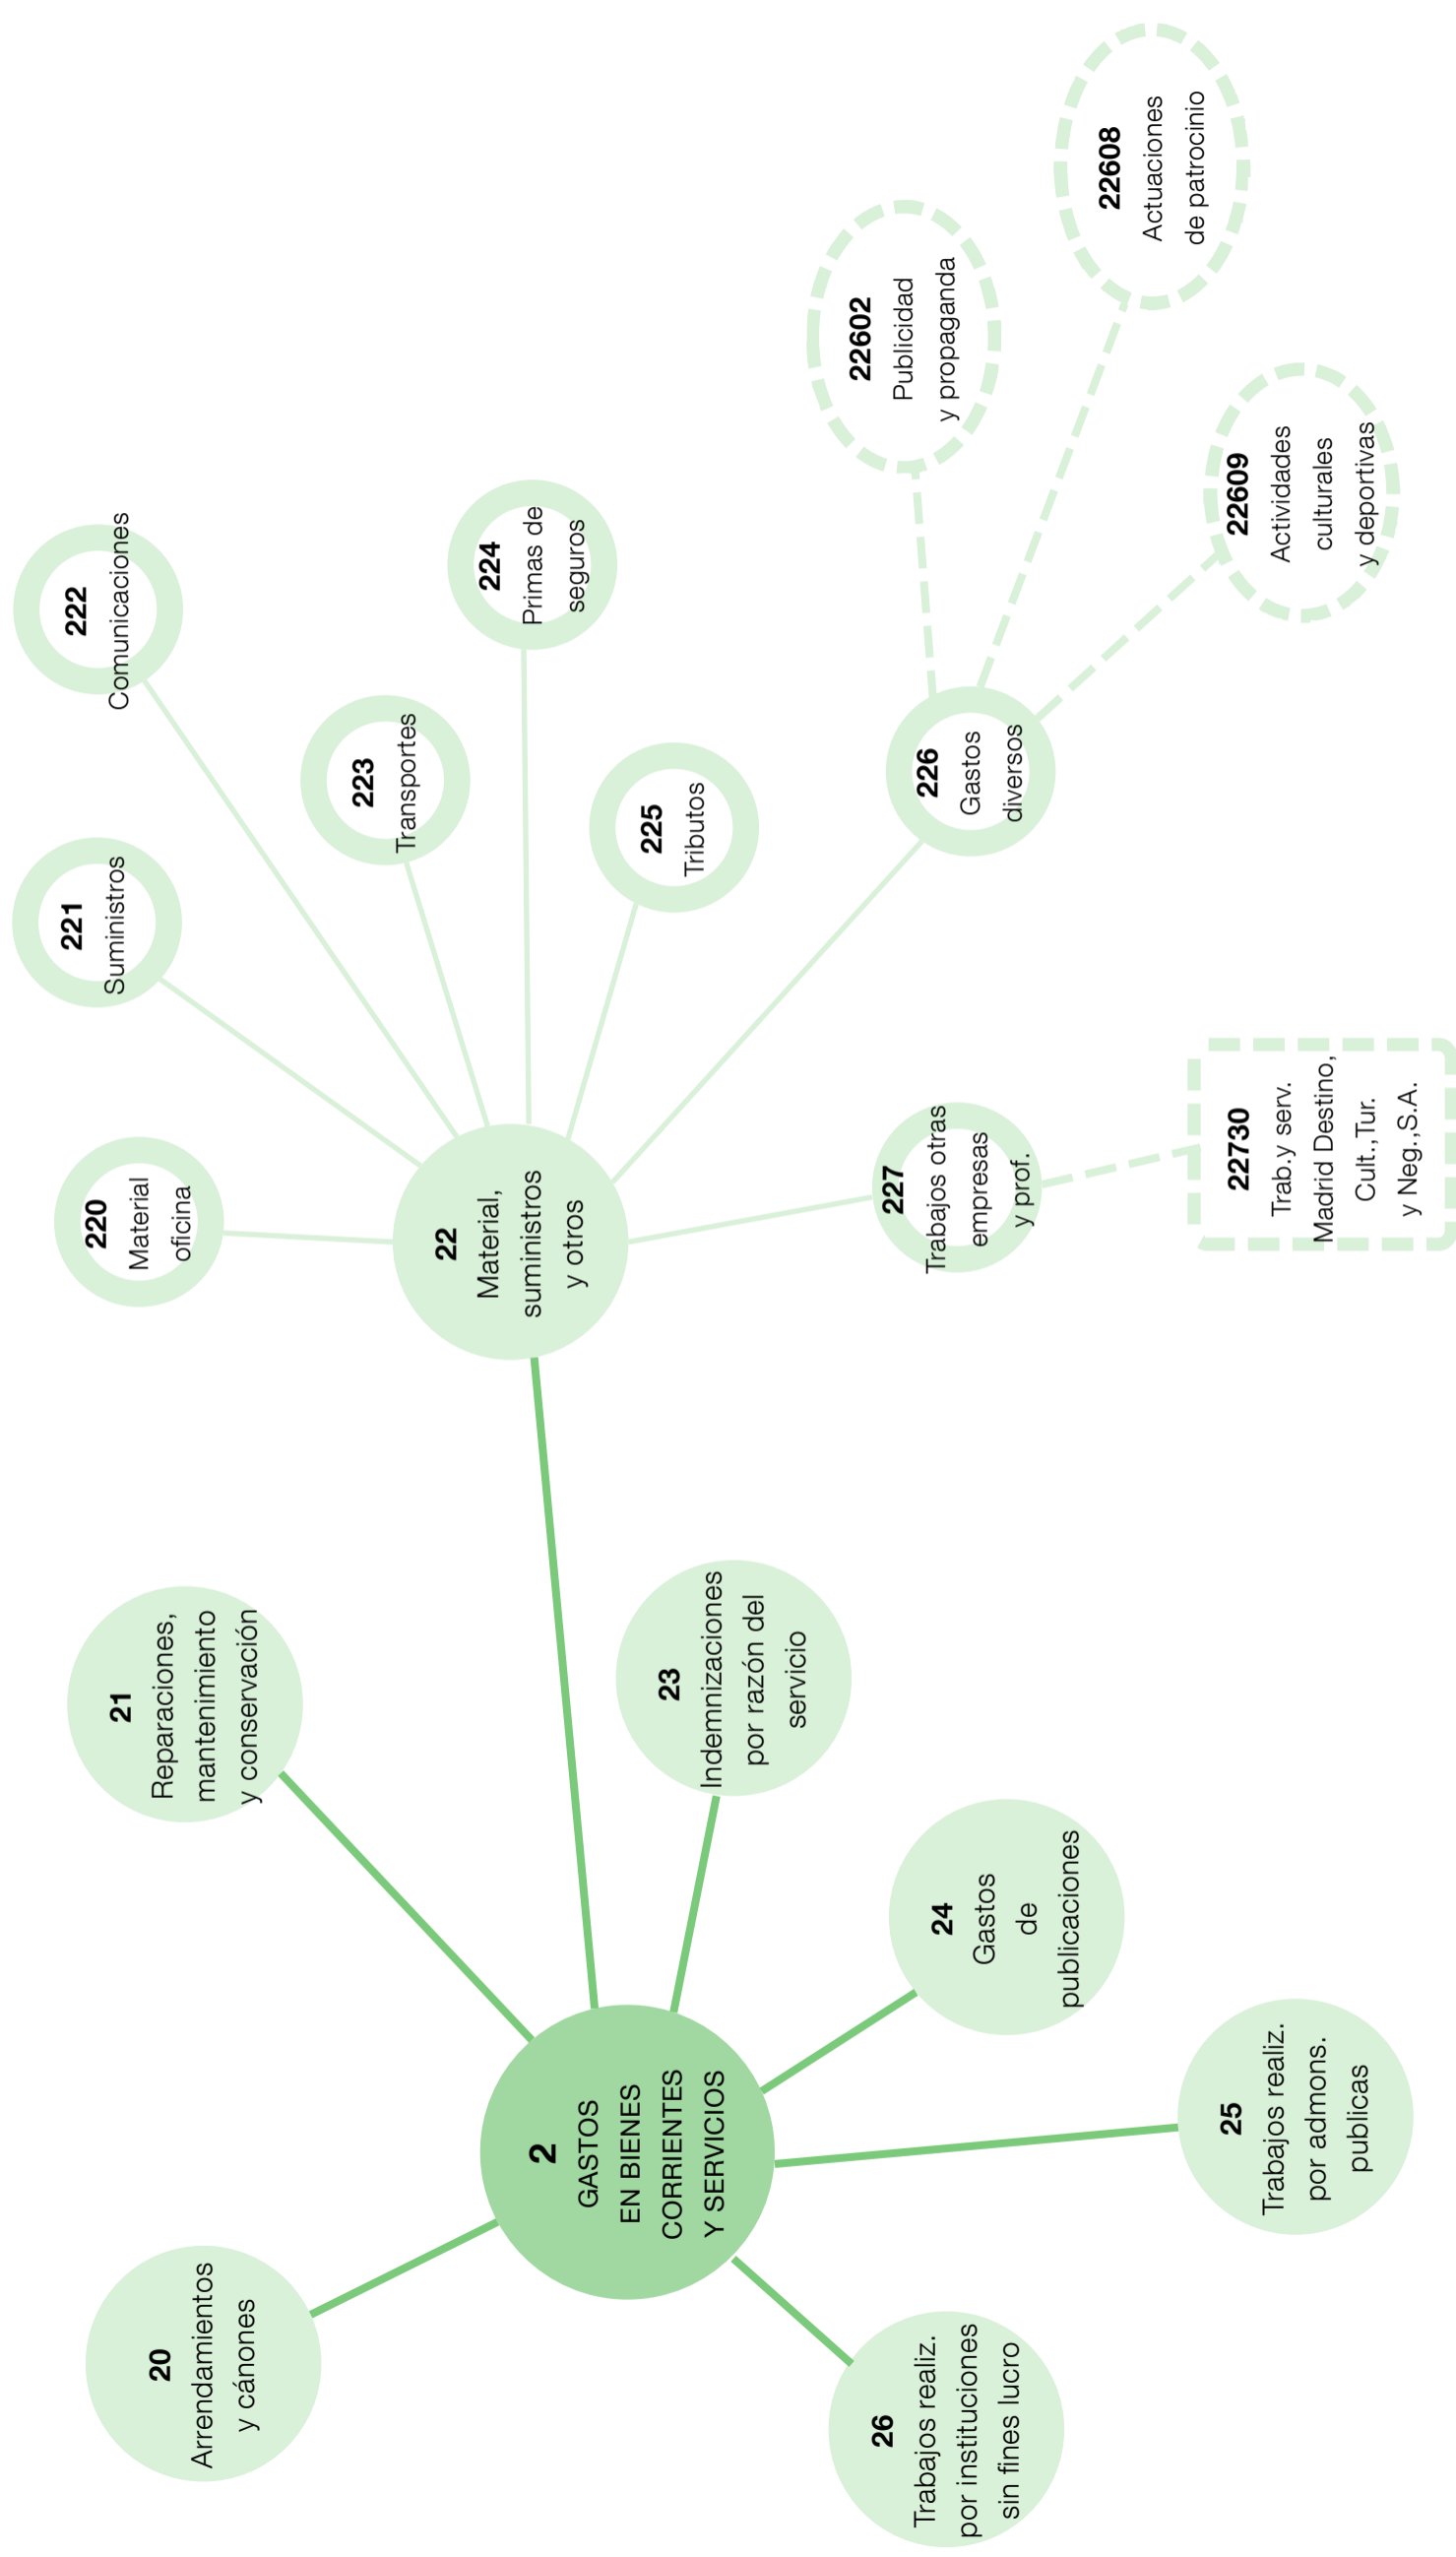 2
GASTOS
EN BIENES
CORRIENTES
Y SERVICIOS
20
Arrendamientos
y cánones
21
Reparaciones,
mantenimiento
y conservación
22
Material,
suministros
y otros
220
Material
oficina
221
Suministros
222
Comunicaciones
223
Transportes
224
Primas de
seguros
225
Tributos
226
Gastos
diversos
22602
Publicidad
y propaganda
22608
Actuaciones
de patrocinio
22609
Actividades
culturales
y deportivas
227
Trabajos otras
empresas
y prof.
22730
Trab.y serv.
Madrid Destino,
Cult.,Tur.
y Neg.,S.A.
23
Indemnizaciones
por razón del
servicio
24
Gastos
de
publicaciones
25
Trabajos realiz.
por admons.
publicas
26
Trabajos realiz.
por instituciones
sin fines lucro